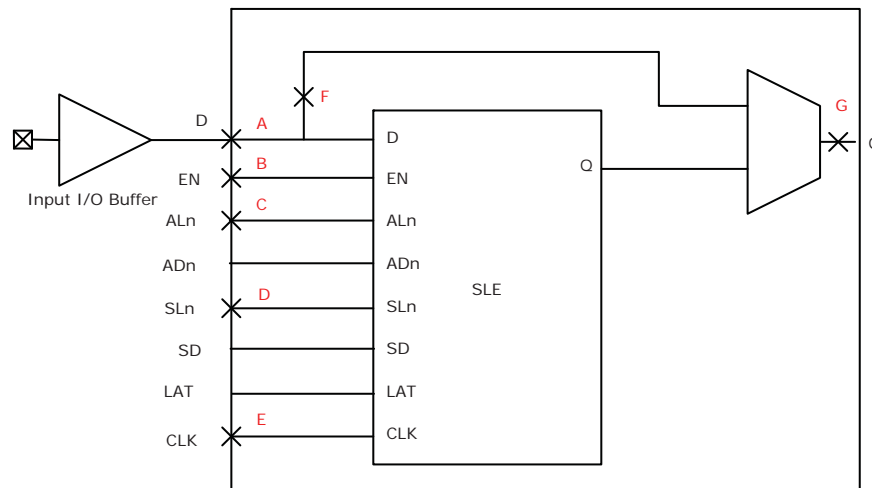 F
G
D A
D
B
EN
EN
Q
Input I/O Buffer
C
ALn
ALn
ADn
ADn
SLE
D
SLn
SLn
SD
SD
LAT
LAT
E
CLK
CLK